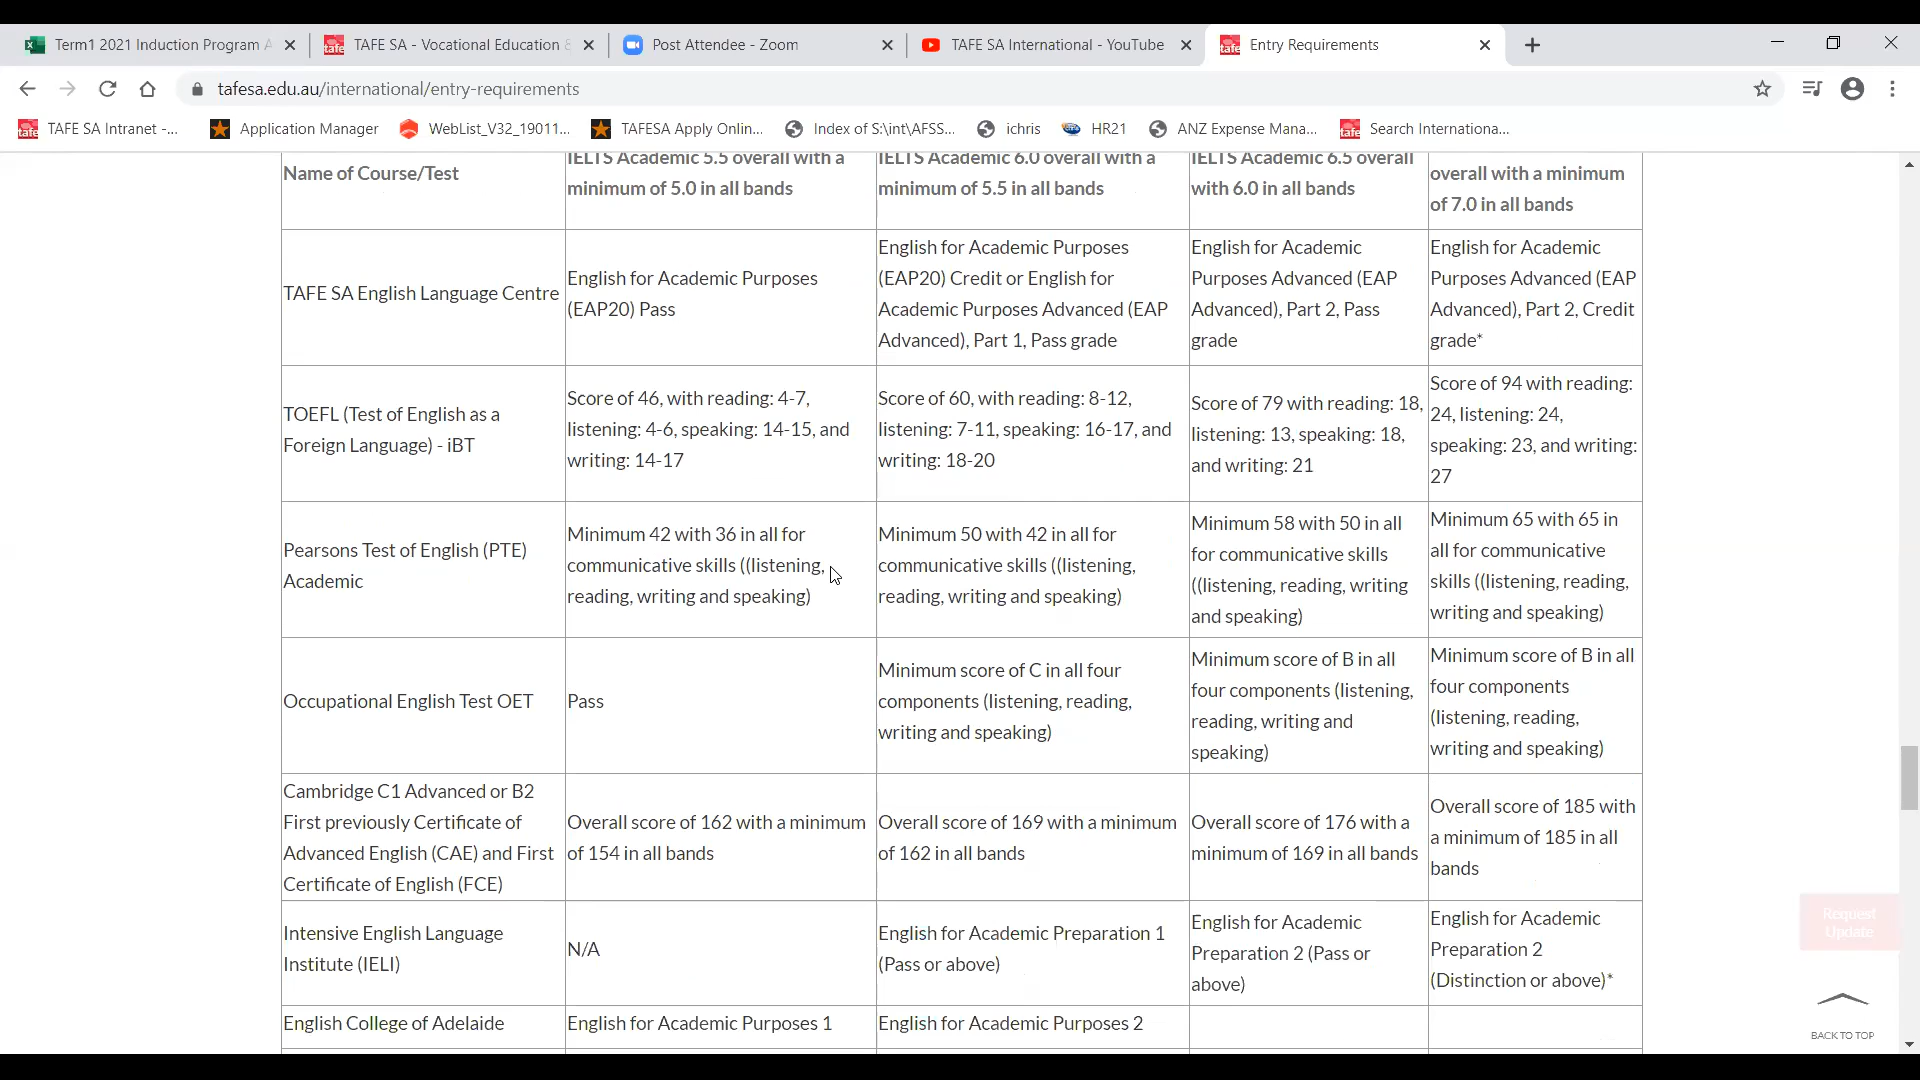 Term1 2021 Induction Program A
TAFE SA - Vocational Education &
Post Attendee - Zoom
TAFE SA International - YouTube
Entry Requirements
tafesa.edu.au/international/entry-requirements
TAFE SA Intranet -...
Application Manager
WebList_V32_19011...
TAFESA Apply Onlin...
Index of S:\int\AFSS...
ichris
HR21
ANZ Expense Mana...
Search Internationa...
Name of Course/Test
IELTS Academic 5.5 overall with a
minimum of 5.0 in all bands
IELTS Academic 6.0 overall with a
minimum of 5.5 in all bands
IELTS Academic 6.5 overall
with 6.0 in all bands
overall with a minimum
of 7.0 in all bands
TAFE SA English Language Centre
English for Academic Purposes
(EAP20) Pass
English for Academic Purposes
(EAP20) Credit or English for
Academic Purposes Advanced (EAP
Advanced), Part 1, Pass grade
English for Academic
Purposes Advanced (EAP
Advanced), Part 2, Pass
grade
English for Academic
Purposes Advanced (EAP
Advanced), Part 2, Credit
grade*
TOEFL (Test of English as a
Foreign Language) - iBT
Score of 46, with reading: 4-7,
listening: 4-6, speaking: 14-15, and
writing: 14-17
Score of 60, with reading: 8-12,
listening: 7-11, speaking: 16-17, and
writing: 18-20
Score of 79 with reading: 18,
listening: 13, speaking: 18,
and writing: 21
Score of 94 with reading:
24, listening: 24,
speaking: 23, and writing:
27
Pearsons Test of English (PTE)
Academic
Minimum 42 with 36 in all for
communicative skills ((listening,
reading, writing and speaking)
Minimum 50 with 42 in all for
communicative skills ((listening,
reading, writing and speaking)
Minimum 58 with 50 in all
for communicative skills
((listening, reading, writing
and speaking)
Minimum 65 with 65 in
all for communicative
skills ((listening, reading,
writing and speaking)
Occupational English Test OET
Pass
Minimum score of C in all four
components (listening, reading,
writing and speaking)
Minimum score of B in all
four components (listening,
reading, writing and
speaking)
Minimum score of B in all
four components
(listening, reading,
writing and speaking)
Cambridge C1 Advanced or B2
First previously Certificate of
Advanced English (CAE) and First
Certificate of English (FCE)
Overall score of 162 with a minimum
of 154 in all bands
Overall score of 169 with a minimum
of 162 in all bands
Overall score of 176 with a
minimum of 169 in all bands
Overall score of 185 with
a minimum of 185 in all
bands
Intensive English Language
Institute (IELI)
N/A
English for Academic Preparation 1
(Pass or above)
English for Academic
Preparation 2 (Pass or
above)
English for Academic
Preparation 2
(Distinction or above)*
English College of Adelaide
English for Academic Purposes 1
English for Academic Purposes 2
Request
Update
BACK TO TOP